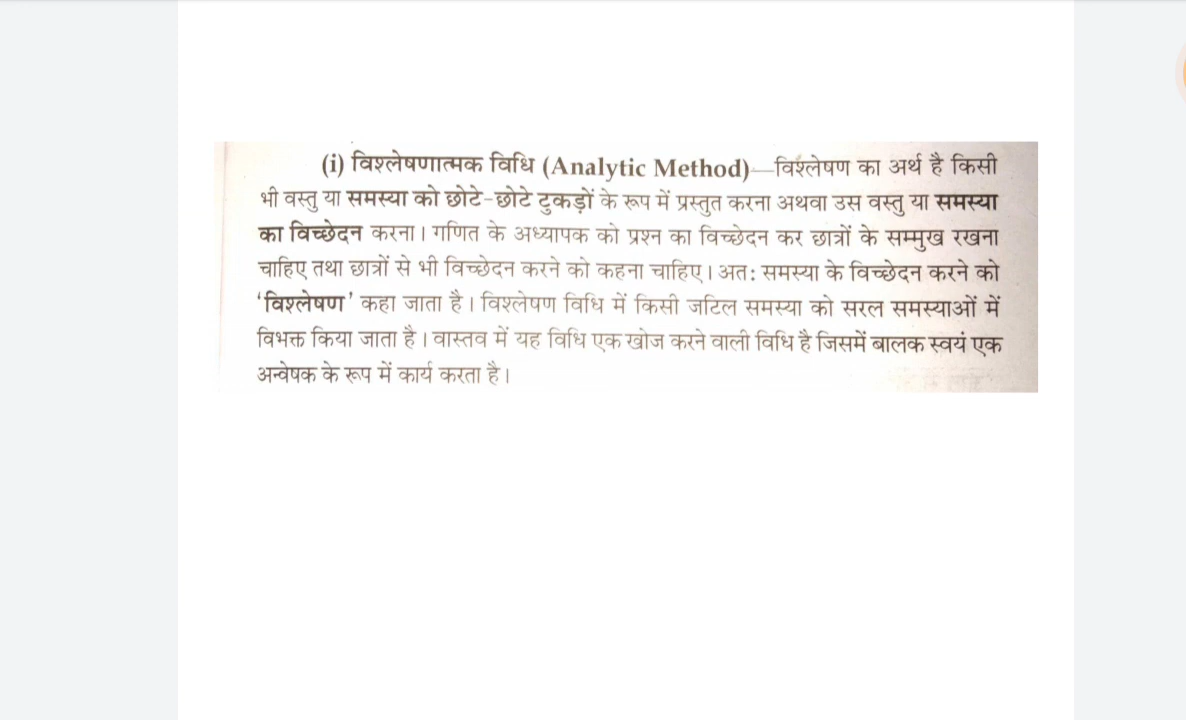 (i) विश्लेषणात्मक विधि (Analytic Method)—विश्लेषण का अर्थ है किसी
भी वस्तु या समस्या को छोटे-छोटे टुकड़ों के रूप में प्रस्तुत करना अथवा उस वस्तु या समस्या
का विच्छेदन करना। गणित के अध्यापक को प्रश्न का विच्छेदन कर छात्रों के सम्मुख रखना
चाहिए तथा छात्रों से भी विच्छेदन करने को कहना चाहिए। अतः समस्या के विच्छेदन करने को
‘विश्लेषण’ कहा जाता है। विश्लेषण विधि में किसी जटिल समस्या को सरल समस्याओं में
विभक्त किया जाता है। वास्तव में यह विधि एक खोज करने वाली विधि है जिसमें बालक स्वयं एक
अन्वेषक के रूप में कार्य करता है।